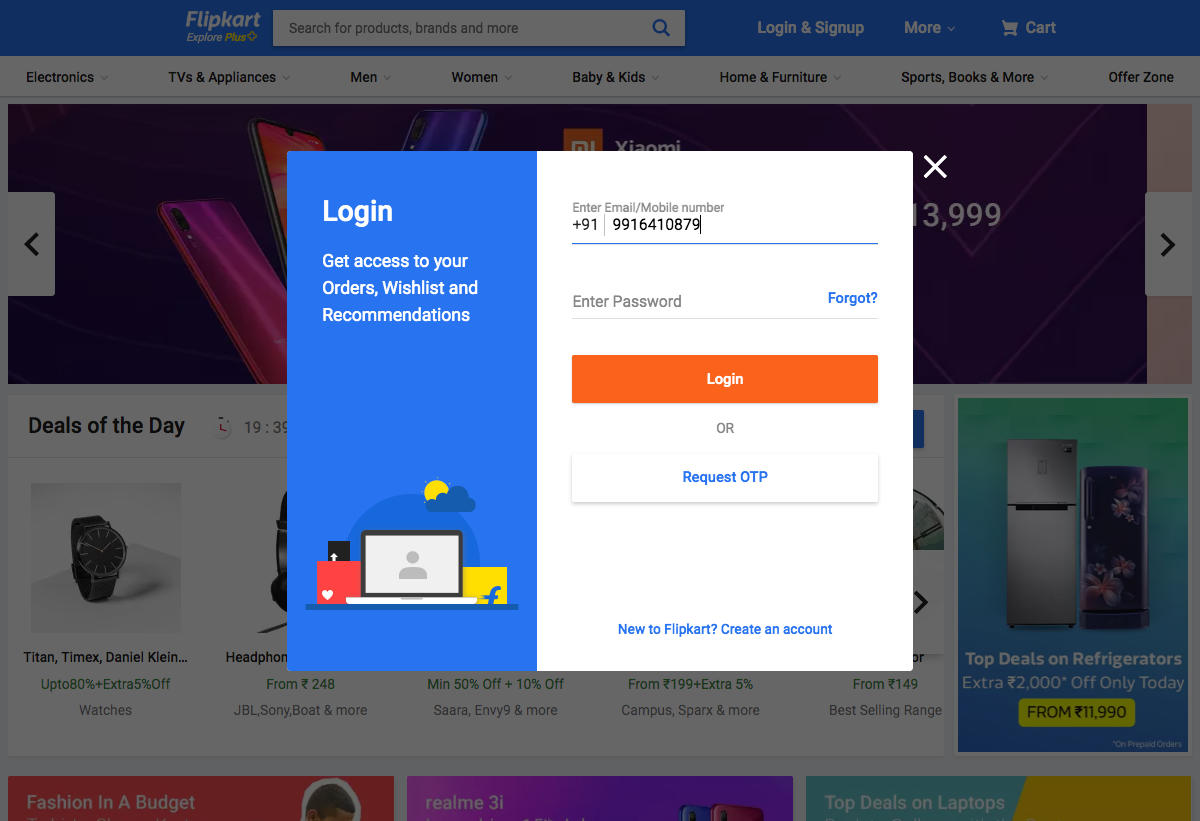 Flipkart
Explore Plus
Search for products, brands and more
Login & Signup
More
Cart
Electronics
TVs & Appliances
Men
Women
Baby & Kids
Home & Furniture
Sports, Books & More
Offer Zone
Xiaomi
13,999
Login
Get access to your
Orders, Wishlist and
Recommendations
Enter Email/Mobile number
+91 9916410879
Enter Password
Forgot?
Login
OR
Request OTP
New to Flipkart? Create an account
Deals of the Day
19 : 39
Titan, Timex, Daniel Klein...
Upto80%+Extra5%Off
Watches
From ₹ 248
JBL,Sony,Boat & more
Min 50% Off + 10% Off
Saara, Envy9 & more
From ₹199+Extra 5%
Campus, Sparx & more
From ₹149
Best Selling Range
Top Deals on Refrigerators
Extra ₹2,000* Off Only Today
FROM ₹11,990
*On Prepaid Orders
Fashion In A Budget
realme 3i
Top Deals on Laptops